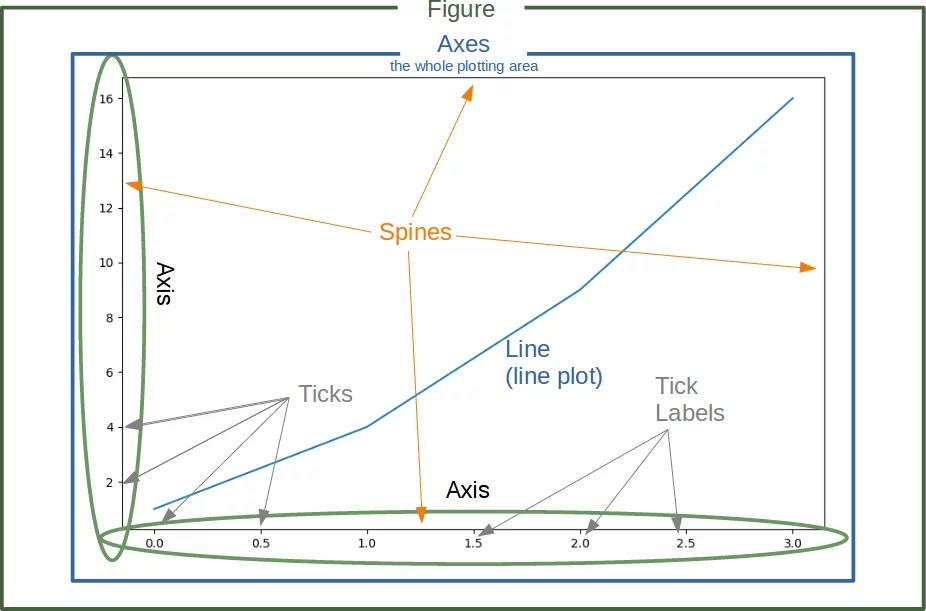 Figure
Axes
the whole plotting area
16
14
12
Spines
10
Axis
8
Line
(line plot)
6
Ticks
Tick
Labels
4
2
Axis
0.0 0.5 1.0 1.5 2.0 2.5 3.0